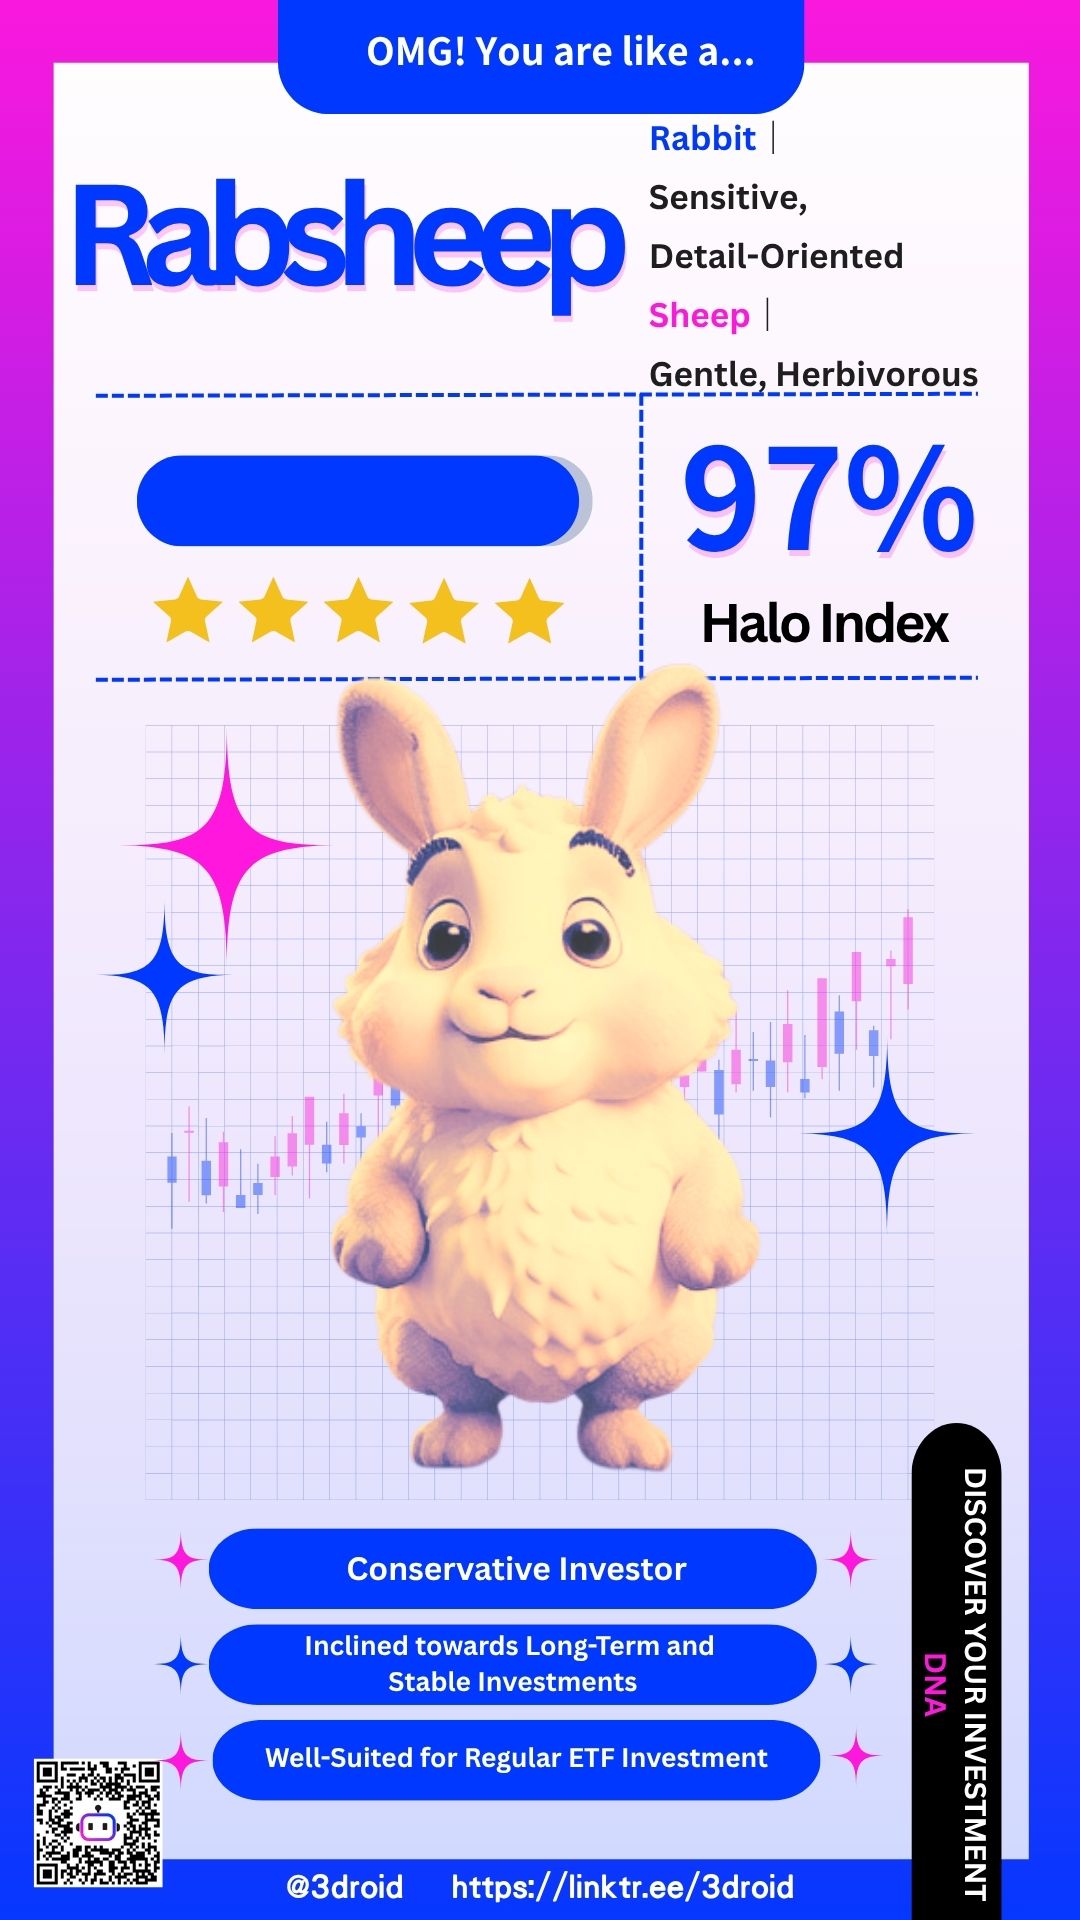 OMG! You are like a...
Rabsheep
Rabbit |
Sensitive,
Detail-Oriented
Sheep |
Gentle, Herbivorous
97%
Halo Index
Conservative Investor
Inclined towards Long-Term and
Stable Investments
Well-Suited for Regular ETF Investment
DISCOVER YOUR INVESTMENT
DNA
@3droid https://linktr.ee/3droid